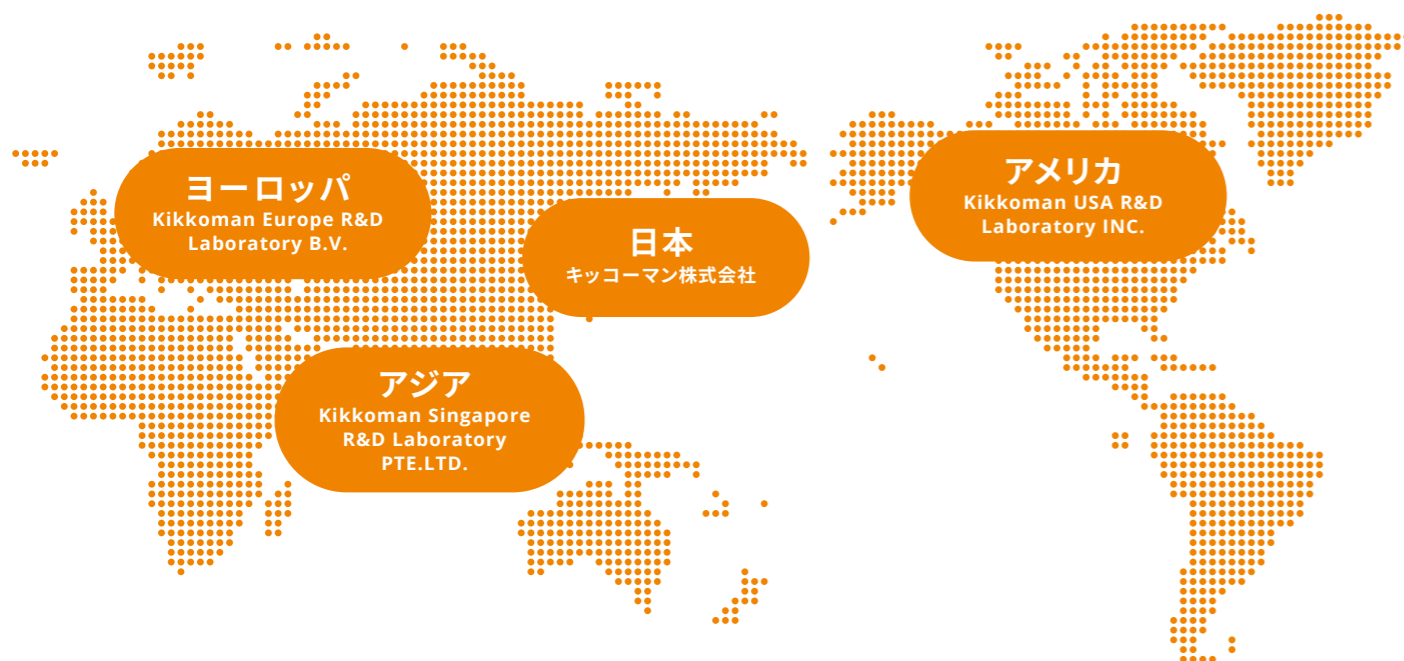 ヨーロッパ
Kikkoman Europe R&D
Laboratory B.V.
日本
キッコーマン株式会社
アメリカ
Kikkoman USA R&D
Laboratory INC.
アジア
Kikkoman Singapore
R&D Laboratory
PTE.LTD.